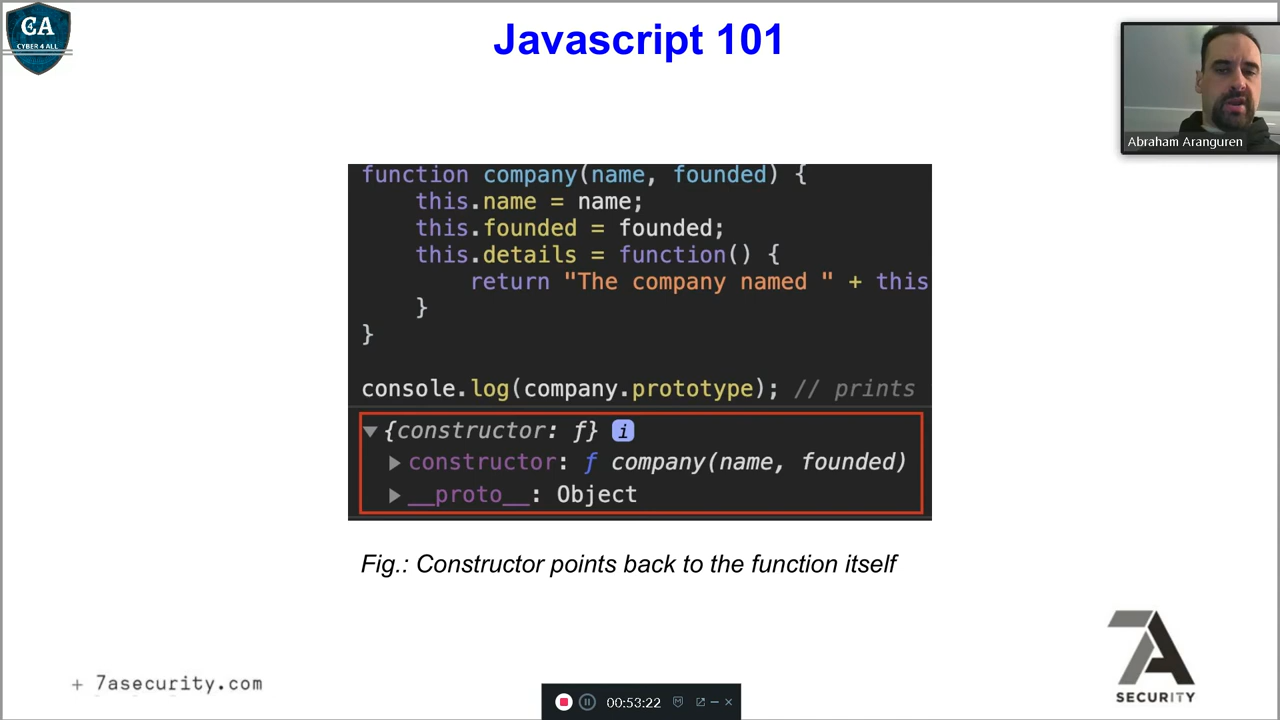 C4A
CYBER 4 ALL
Javascript 101
Abraham Aranguren
function company(name, founded) {
this.name = name;
this.founded = founded;
this.details = function() {
return "The company named " + this
}
}
console.log(company.prototype); // prints
▼{constructor: ƒ} i
▶ constructor: ƒ company(name, founded)
▶ __proto__: Object
Fig.: Constructor points back to the function itself
+ 7asecurity.com
00:53:22
7A
SECURITY